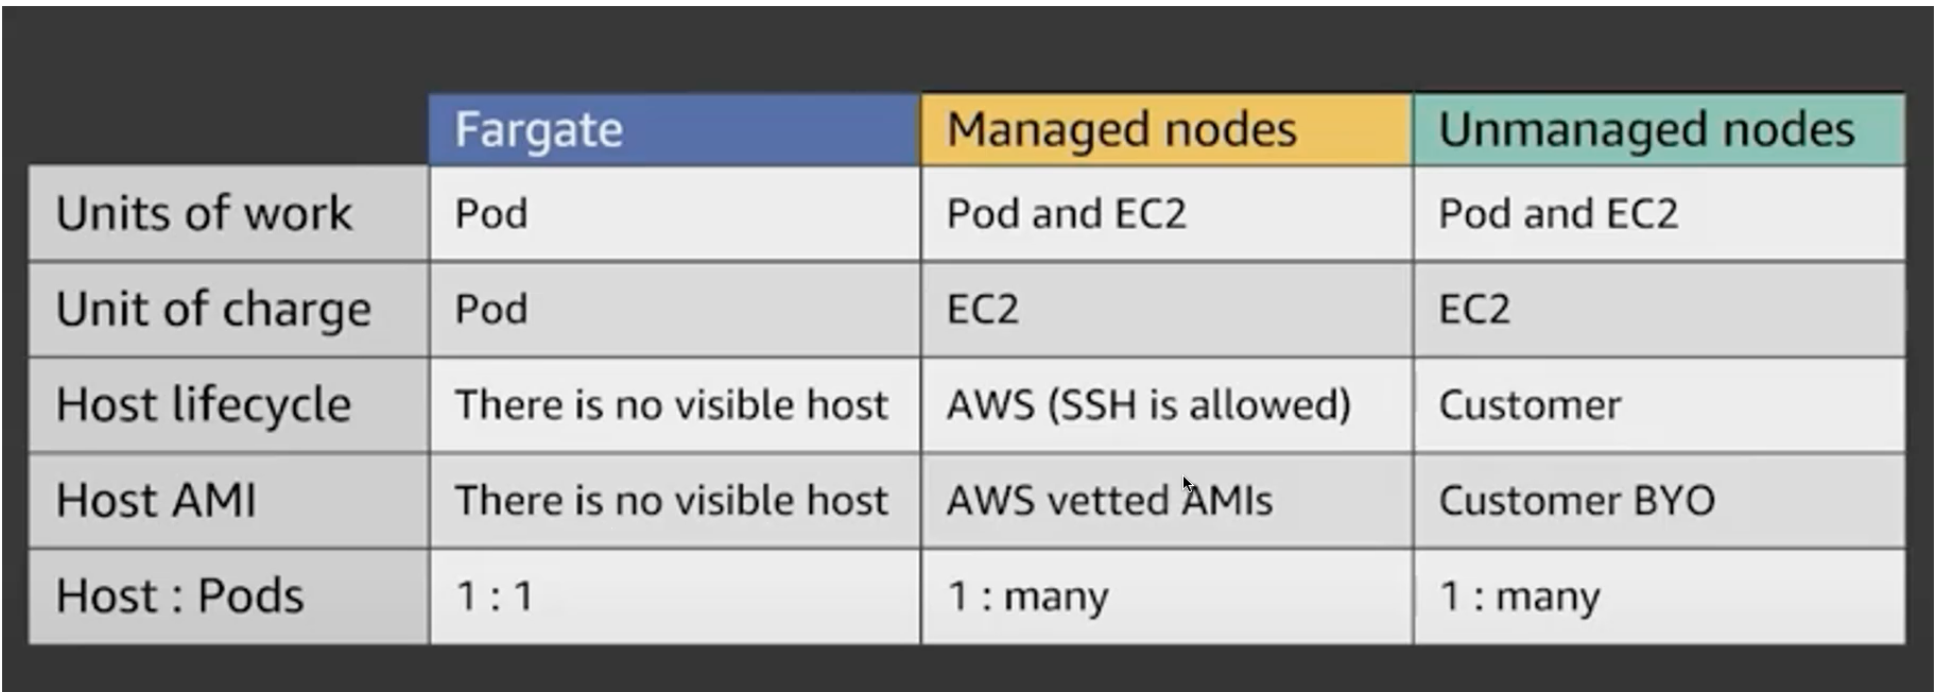 Fargate Managed nodes Unmanaged nodes
Units of work Pod Pod and EC2 Pod and EC2
Unit of charge Pod EC2 EC2
Host lifecycle There is no visible host AWS (SSH is allowed) Customer
Host AMI There is no visible host AWS vetted AMIs Customer BYO
Host : Pods 1 : 1 1 : many 1 : many